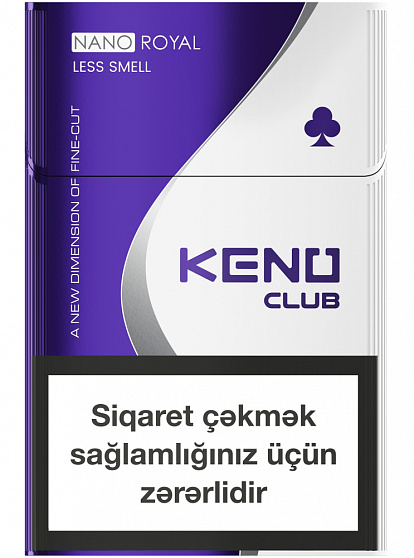 NANO ROYAL
LESS SMELL
A NEW DIMENSION OF FINE-CUT
KENO
CLUB
Siqaret çəkmək
sağlamlığınız üçün
zərərlidir